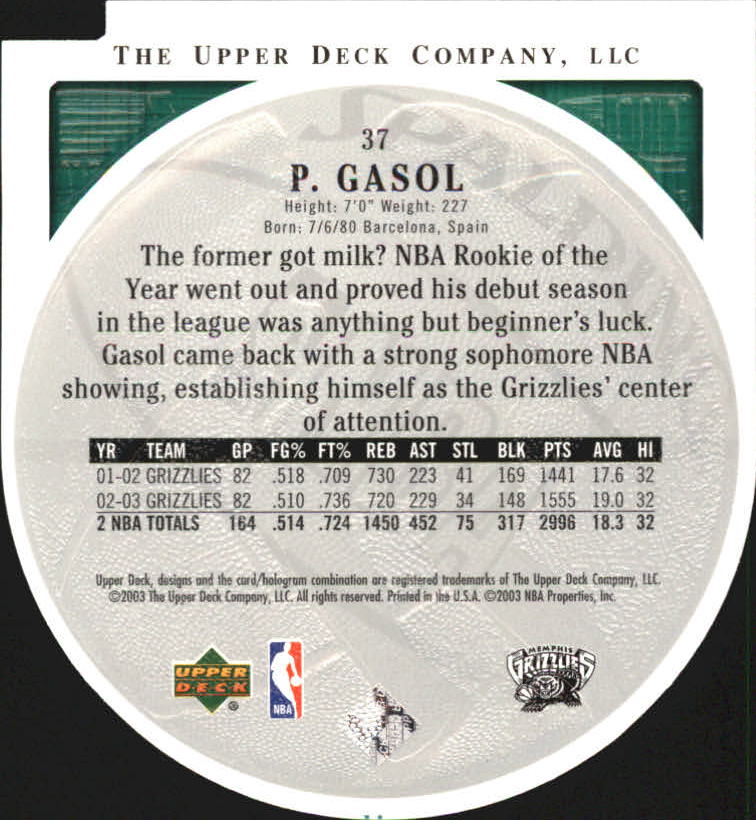 THE UPPER DECK COMPANY, LLC
37
P. GASOL
Height: 7'0" Weight: 227
Born: 7/6/80 Barcelona, Spain
The former got milk? NBA Rookie of the
Year went out and proved his debut season
in the league was anything but beginner's luck.
Gasol came back with a strong sophomore NBA
showing, establishing himself as the Grizzlies' center
of attention.
YR TEAM GP FG% FT% REB AST STL BLK PTS AVG HI
01-02 GRIZZLIES 82 .518 .709 730 223 41 169 1441 17.6 32
02-03 GRIZZLIES 82 .510 .736 720 229 34 148 1555 19.0 32
2 NBA TOTALS 164 .514 .724 1450 452 75 317 2996 18.3 32
Upper Deck, designs and the card/hologram combination are registered trademarks of The Upper Deck Company, LLC.
©2003 The Upper Deck Company, LLC. All rights reserved. Printed in the U.S.A. ©2003 NBA Properties, Inc.
UPPER
DECK
®
NBA
MEMPHIS
GRIZZLIES